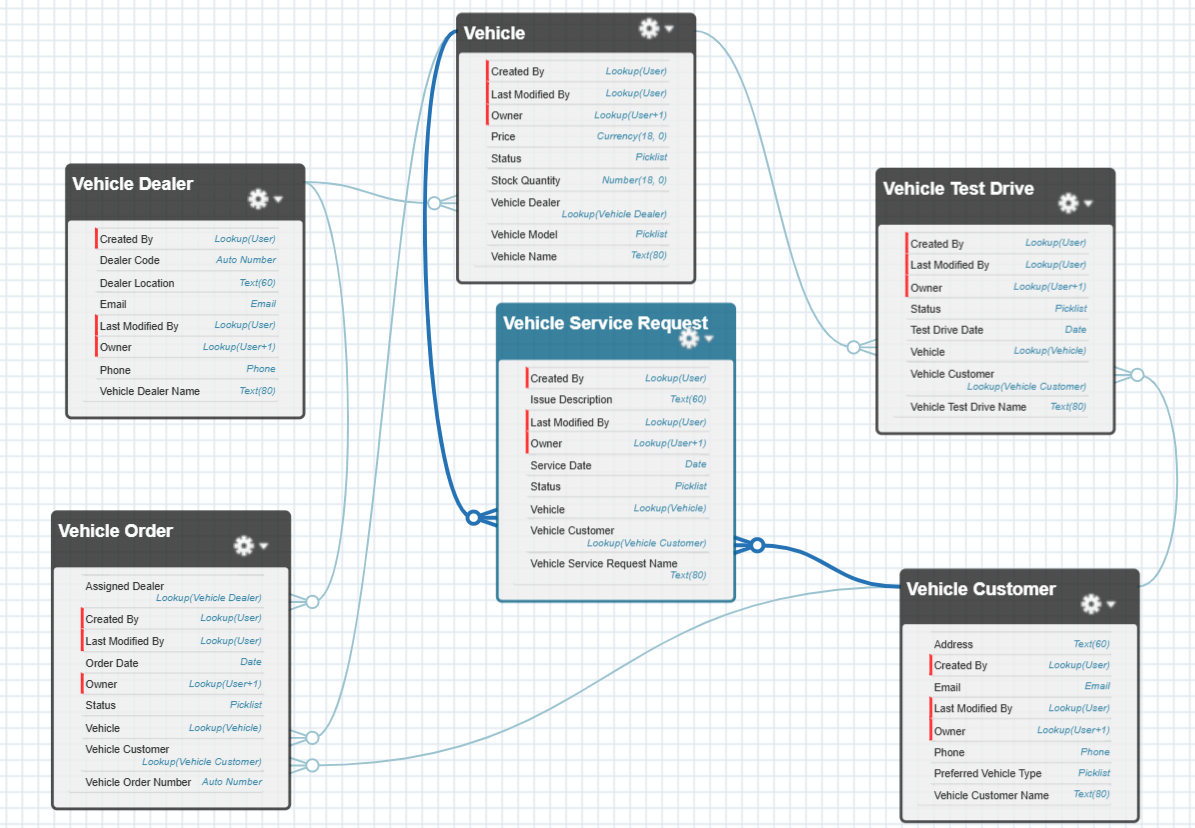 Vehicle
Created By Lookup(User)
Last Modified By Lookup(User)
Owner Lookup(User+1)
Price Currency(18, 0)
Status Picklist
Stock Quantity Number(18, 0)
Vehicle Dealer
Lookup(Vehicle Dealer)
Vehicle Model Picklist
Vehicle Name Text(80)
Vehicle Dealer
Created By Lookup(User)
Dealer Code Auto Number
Dealer Location Text(60)
Email Email
Last Modified By Lookup(User)
Owner Lookup(User+1)
Phone Phone
Vehicle Dealer Name Text(80)
Vehicle Test Drive
Created By Lookup(User)
Last Modified By Lookup(User)
Owner Lookup(User+1)
Status Picklist
Test Drive Date Date
Vehicle Lookup(Vehicle)
Vehicle Customer
Lookup(Vehicle Customer)
Vehicle Test Drive Name Text(80)
Vehicle Service Request
Created By Lookup(User)
Issue Description Text(60)
Last Modified By Lookup(User)
Owner Lookup(User+1)
Service Date Date
Status Picklist
Vehicle Lookup(Vehicle)
Vehicle Customer
Lookup(Vehicle Customer)
Vehicle Service Request Name
Text(80)
Vehicle Order
Assigned Dealer
Lookup(Vehicle Dealer)
Created By Lookup(User)
Last Modified By Lookup(User)
Order Date Date
Owner Lookup(User+1)
Status Picklist
Vehicle Lookup(Vehicle)
Vehicle Customer
Lookup(Vehicle Customer)
Vehicle Order Number Auto Number
Vehicle Customer
Address Text(60)
Created By Lookup(User)
Email Email
Last Modified By Lookup(User)
Owner Lookup(User+1)
Phone Phone
Preferred Vehicle Type Picklist
Vehicle Customer Name Text(80)